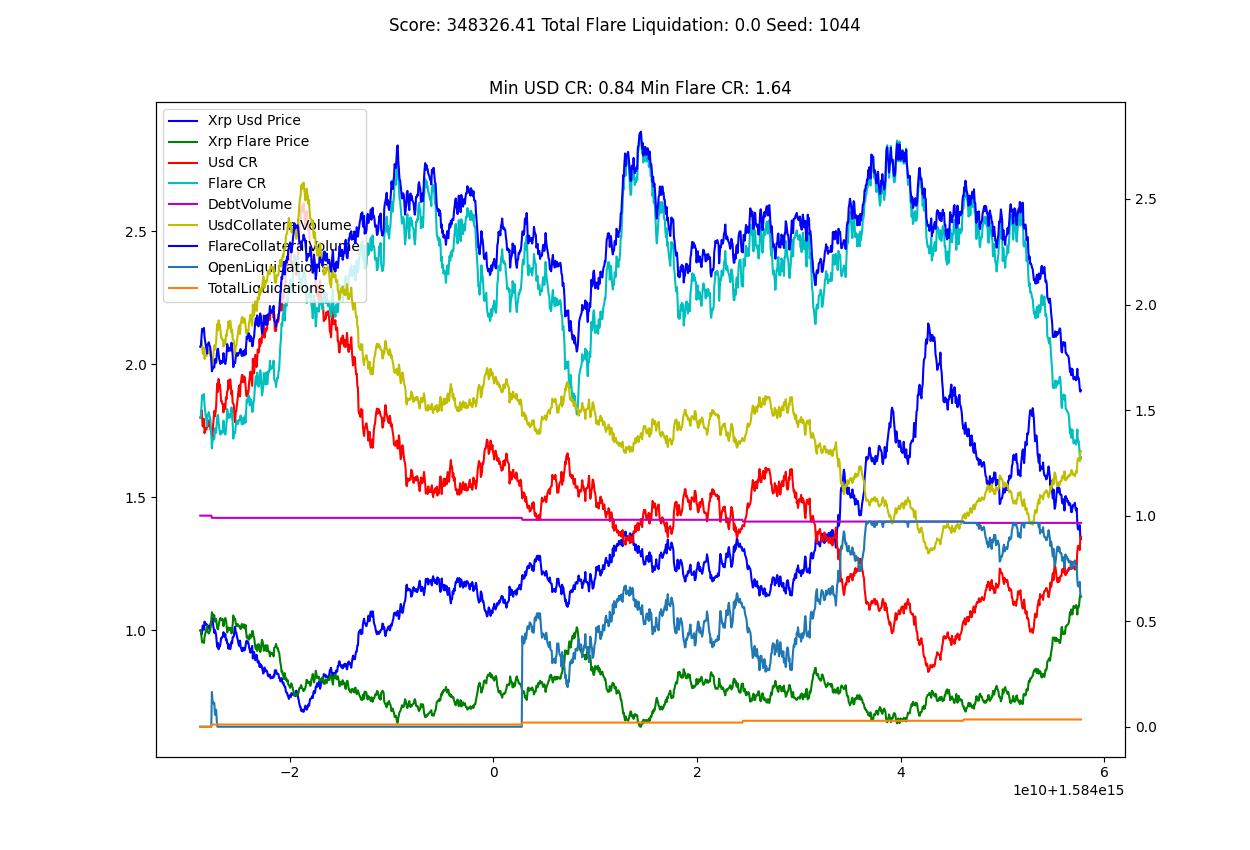 Score: 348326.41 Total Flare Liquidation: 0.0 Seed: 1044
Min USD CR: 0.84 Min Flare CR: 1.64
Xrp Usd Price
Xrp Flare Price
Usd CR
Flare CR
DebtVolume
UsdCollateralVolume
FlareCollateralVolume
OpenLiquidations
TotalLiquidations
2.5
2.0
1.5
1.0
2.5
2.0
1.5
1.0
0.5
0.0
−2
0
2
4
6
1e10+1.584e15